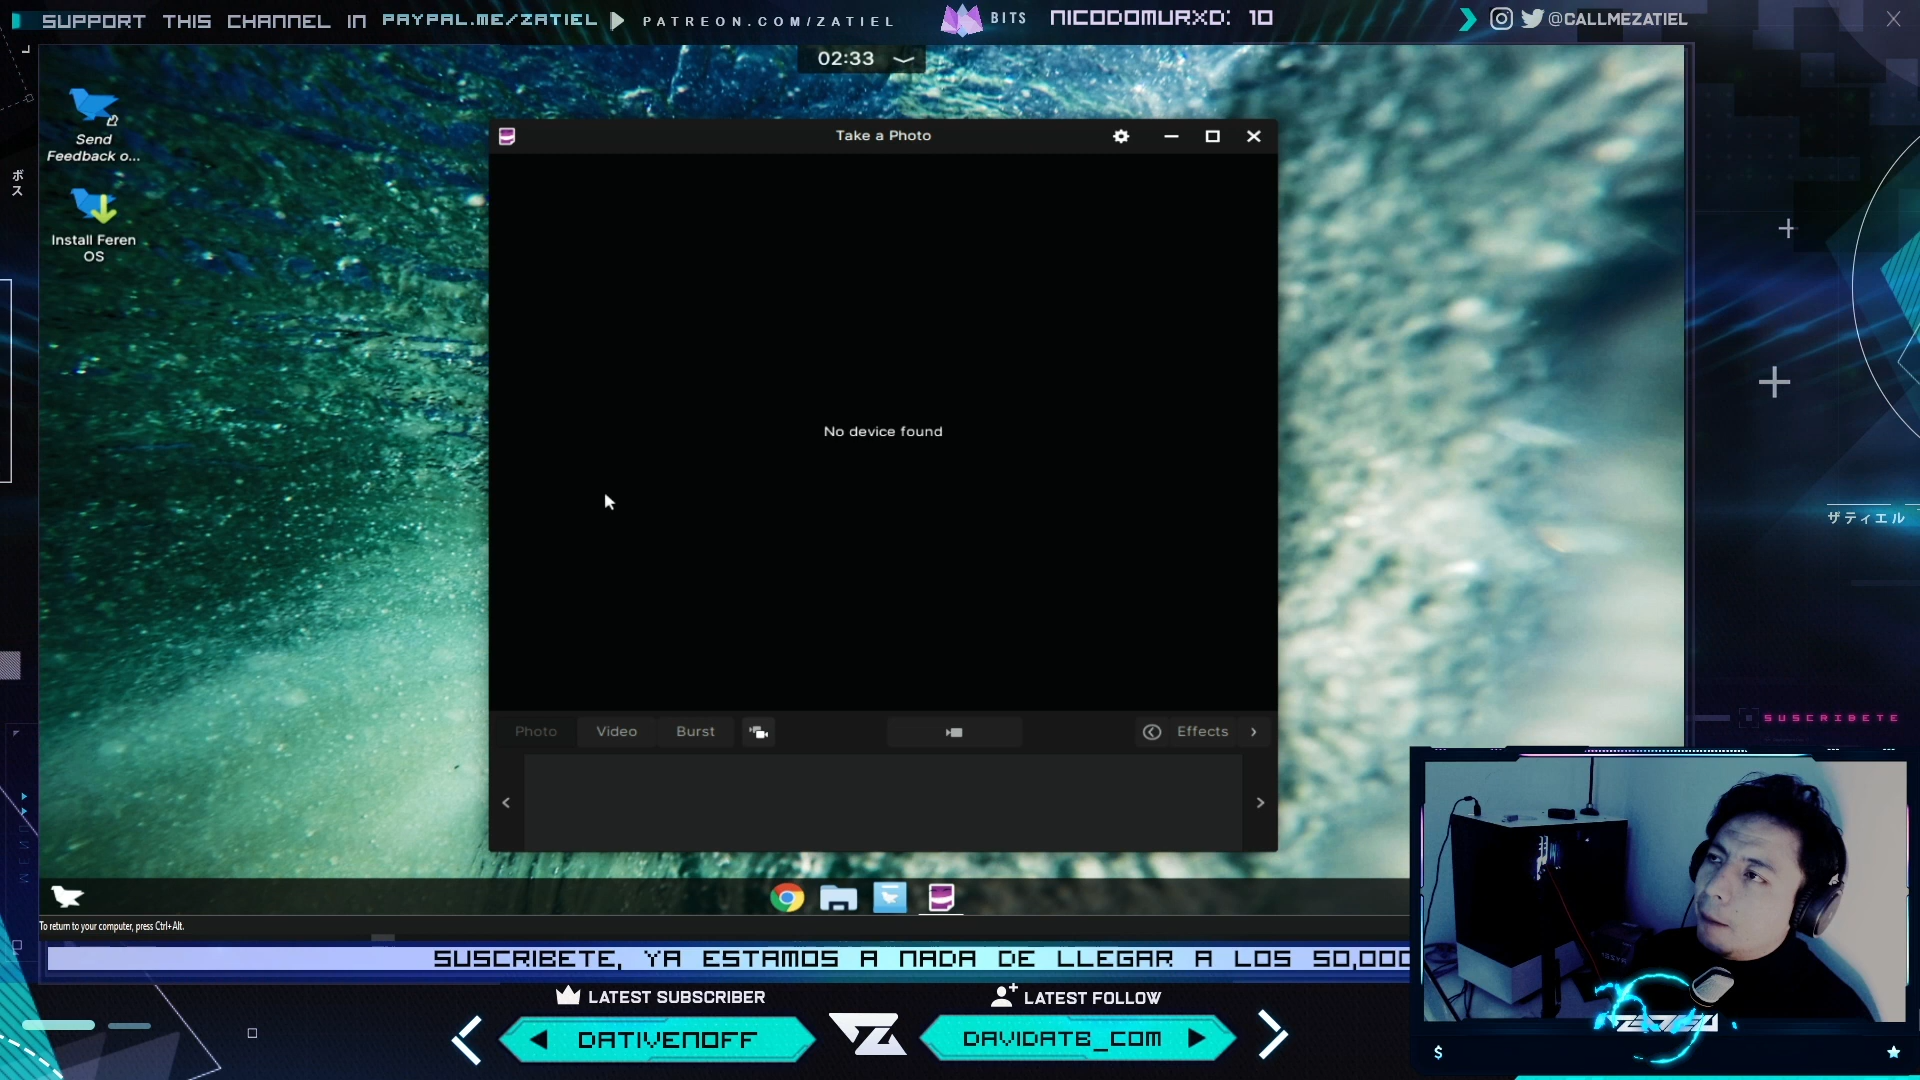 SUPPORT THIS CHANNEL IN PAYPAL.ME/ZATIEL PATREON.COM/ZATIEL BITS NICODOMURXD: 10 @CALLMEZATIEL
02:33
Send
Feedback o...
Install Feren
OS
ボス
Take a Photo
No device found
ザティエル
SUSCRIBETE
Photo Video Burst Effects
To return to your computer, press Ctrl+Alt.
SUSCRIBETE, YA ESTAMOS A NADA DE LLEGAR A LOS 50,000
LATEST SUBSCRIBER LATEST FOLLOW
DATIVENOFF DAVIDATB_COM
$